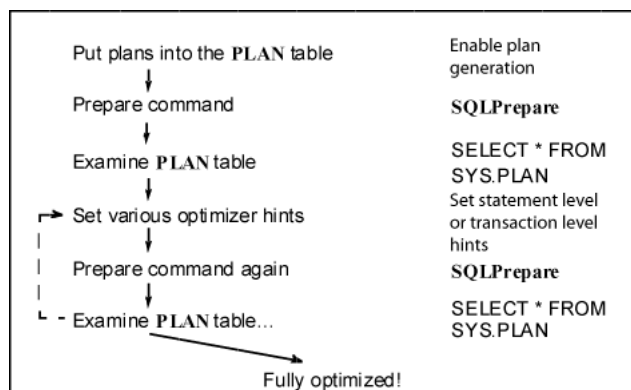 Put plans into the PLAN table
Enable plan
generation
Prepare command
SQLPrepare
Examine PLAN table
SELECT * FROM
SYS.PLAN
Set various optimizer hints
Set statement level
or transaction level
hints
Prepare command again
SQLPrepare
Examine PLAN table...
SELECT * FROM
SYS.PLAN
Fully optimized!